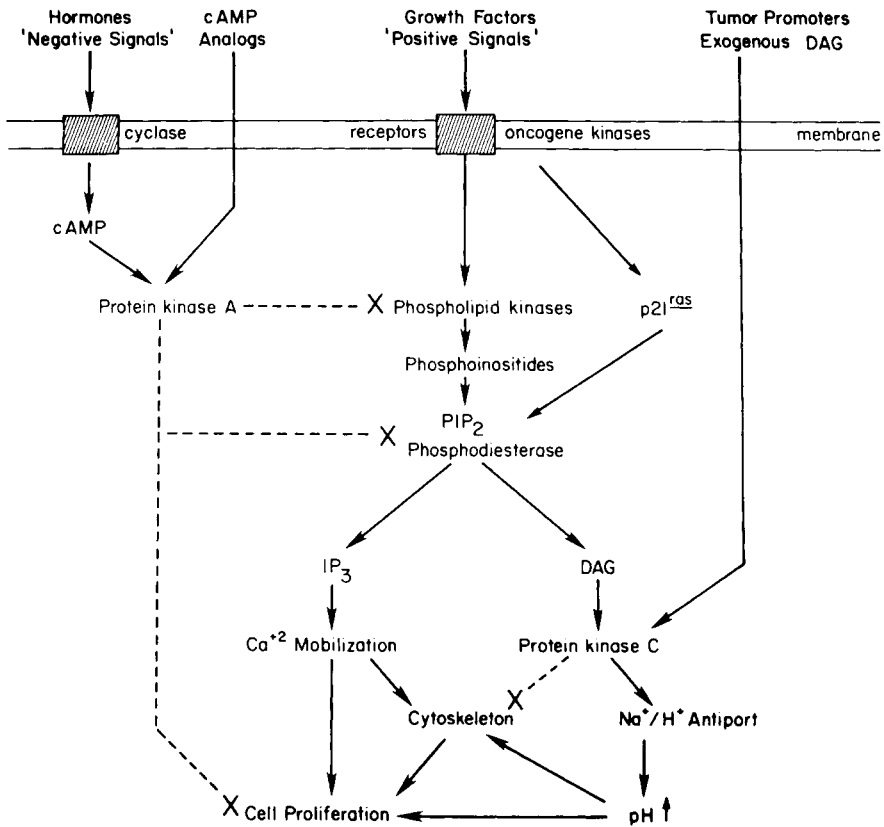 Hormones
'Negative Signals'
cAMP
Analogs
Growth Factors
'Positive Signals'
Tumor Promoters
Exogenous DAG
cyclase
receptors
oncogene kinases
membrane
cAMP
Protein kinase A
X
Phospholipid kinases
p21ras
Phosphoinositides
X
PIP2
Phosphodiesterase
IP3
DAG
Ca+2 Mobilization
Protein kinase C
X
Cytoskeleton
Na+/H+ Antiport
X
Cell Proliferation
pH ↑